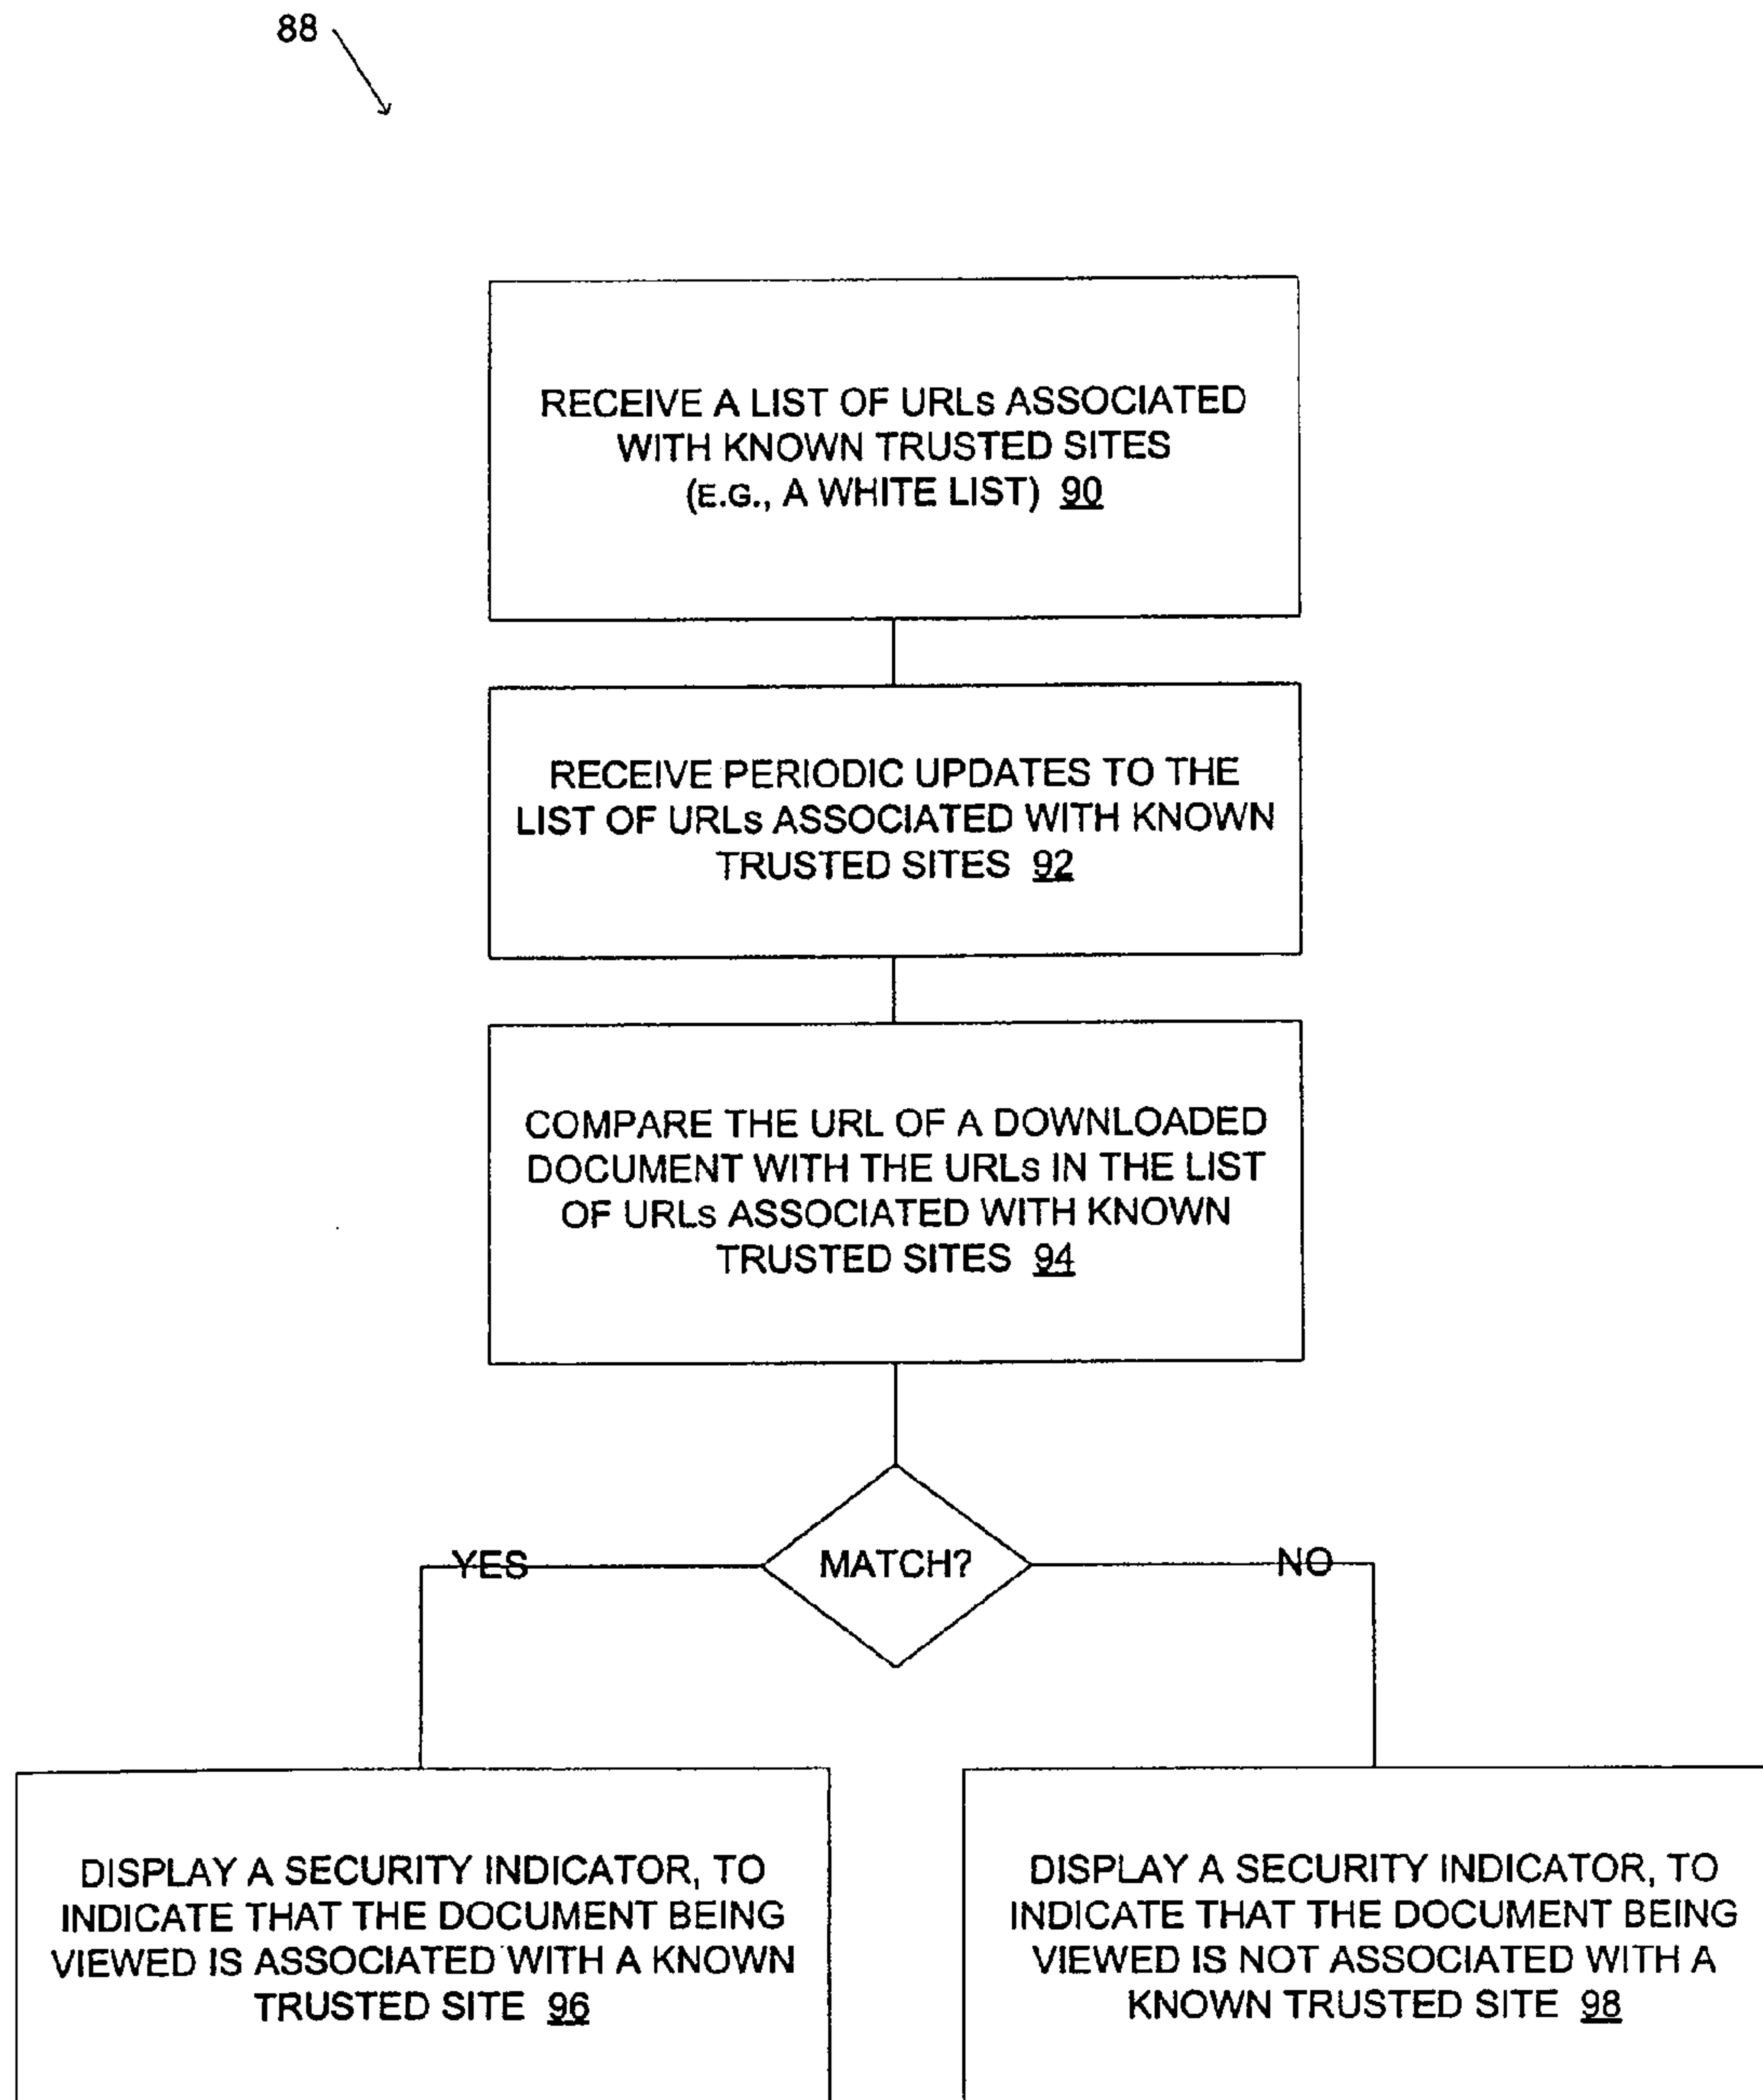 88
RECEIVE A LIST OF URLs ASSOCIATED
WITH KNOWN TRUSTED SITES
(E.G., A WHITE LIST) 90
RECEIVE PERIODIC UPDATES TO THE
LIST OF URLs ASSOCIATED WITH KNOWN
TRUSTED SITES 92
COMPARE THE URL OF A DOWNLOADED
DOCUMENT WITH THE URLs IN THE LIST
OF URLs ASSOCIATED WITH KNOWN
TRUSTED SITES 94
YES
MATCH?
NO
DISPLAY A SECURITY INDICATOR, TO
INDICATE THAT THE DOCUMENT BEING
VIEWED IS ASSOCIATED WITH A KNOWN
TRUSTED SITE 96
DISPLAY A SECURITY INDICATOR, TO
INDICATE THAT THE DOCUMENT BEING
VIEWED IS NOT ASSOCIATED WITH A
KNOWN TRUSTED SITE 98